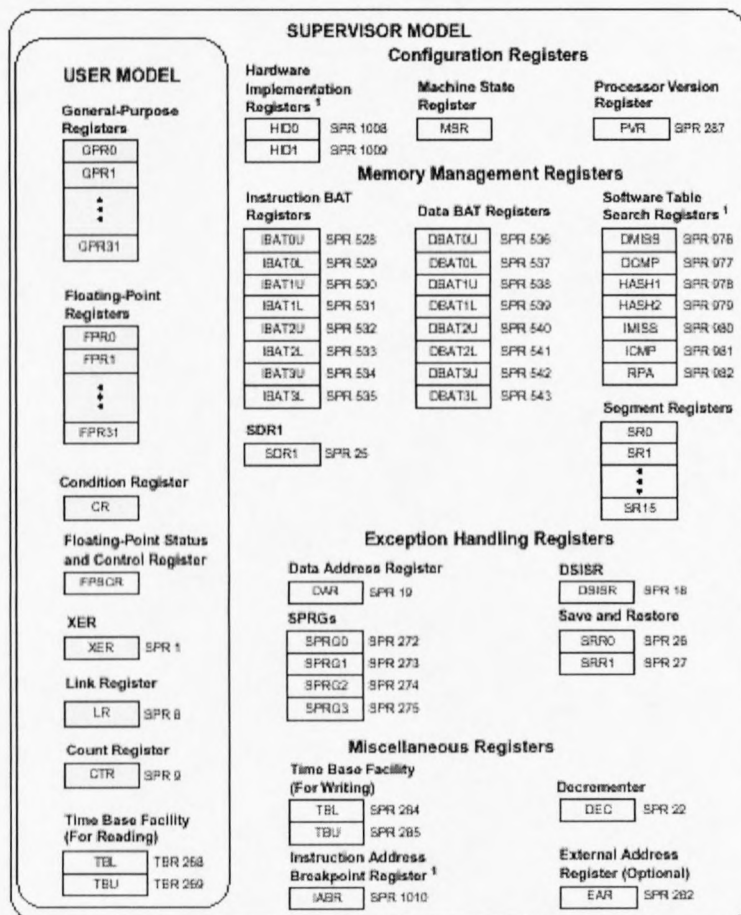 SUPERVISOR MODEL
USER MODEL
General-Purpose
Registers
GPR0
GPR1
GPR31
Floating-Point
Registers
FPR0
FPR1
FPR31
Condition Register
CR
Floating-Point Status
and Control Register
FPSCR
XER
XER SPR 1
Link Register
LR SPR 8
Count Register
CTR SPR 9
Time Base Facility
(For Reading)
TBL TBR 268
TBU TBR 269
Configuration Registers
Hardware
Implementation
Registers 1
HID0 SPR 1008
HID1 SPR 1009
Machine State
Register
MSR
Processor Version
Register
PVR SPR 287
Memory Management Registers
Instruction BAT
Registers
IBAT0U SPR 528
IBAT0L SPR 529
IBAT1U SPR 530
IBAT1L SPR 531
IBAT2U SPR 532
IBAT2L SPR 533
IBAT3U SPR 534
IBAT3L SPR 535
Data BAT Registers
DBAT0U SPR 536
DBAT0L SPR 537
DBAT1U SPR 538
DBAT1L SPR 539
DBAT2U SPR 540
DBAT2L SPR 541
DBAT3U SPR 542
DBAT3L SPR 543
Software Table
Search Registers 1
DMISS SPR 976
DCMP SPR 977
HASH1 SPR 978
HASH2 SPR 979
IMISS SPR 980
ICMP SPR 981
RPA SPR 982
SDR1
SDR1 SPR 25
Segment Registers
SR0
SR1
SR15
Exception Handling Registers
Data Address Register
DAR SPR 19
DSISR
DSISR SPR 18
SPRGs
SPRG0 SPR 272
SPRG1 SPR 273
SPRG2 SPR 274
SPRG3 SPR 275
Save and Restore
SRR0 SPR 26
SRR1 SPR 27
Miscellaneous Registers
Time Base Facility
(For Writing)
TBL SPR 284
TBU SPR 285
Decrementer
DEC SPR 22
Instruction Address
Breakpoint Register 1
IABR SPR 1010
External Address
Register (Optional)
EAR SPR 282